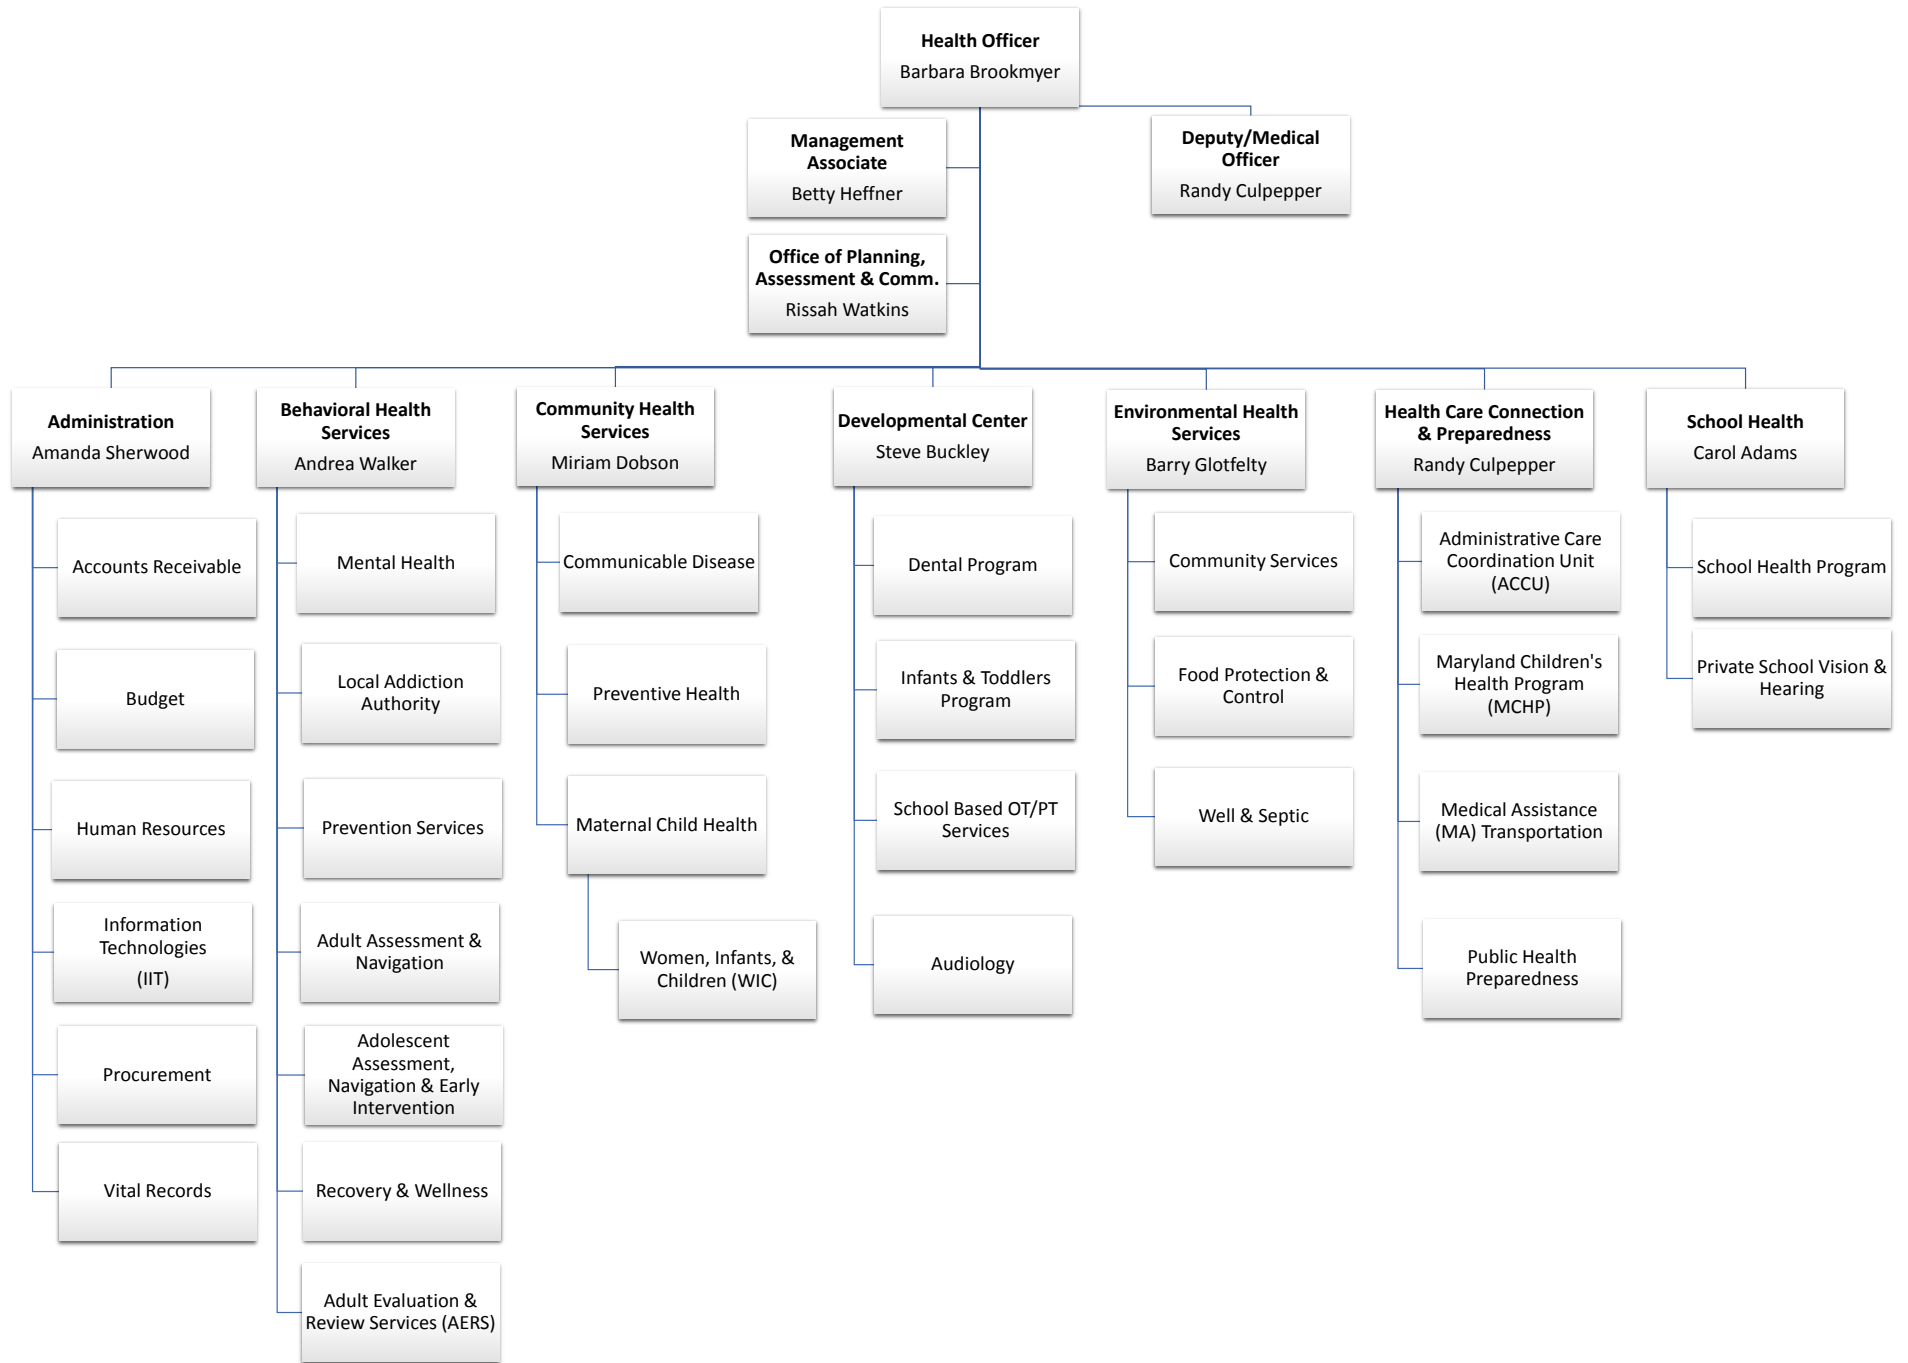 Health Officer
Barbara Brookmyer
Management
Associate
Betty Heffner
Deputy/Medical
Officer
Randy Culpepper
Office of Planning,
Assessment & Comm.
Rissah Watkins
Administration
Amanda Sherwood
Accounts Receivable
Budget
Human Resources
Information
Technologies
(IIT)
Procurement
Vital Records
Behavioral Health
Services
Andrea Walker
Mental Health
Local Addiction
Authority
Prevention Services
Adult Assessment &
Navigation
Adolescent
Assessment,
Navigation & Early
Intervention
Recovery & Wellness
Adult Evaluation &
Review Services (AERS)
Community Health
Services
Miriam Dobson
Communicable Disease
Preventive Health
Maternal Child Health
Women, Infants, &
Children (WIC)
Developmental Center
Steve Buckley
Dental Program
Infants & Toddlers
Program
School Based OT/PT
Services
Audiology
Environmental Health
Services
Barry Glotfelty
Community Services
Food Protection &
Control
Well & Septic
Health Care Connection
& Preparedness
Randy Culpepper
Administrative Care
Coordination Unit
(ACCU)
Maryland Children's
Health Program
(MCHP)
Medical Assistance
(MA) Transportation
Public Health
Preparedness
School Health
Carol Adams
School Health Program
Private School Vision &
Hearing